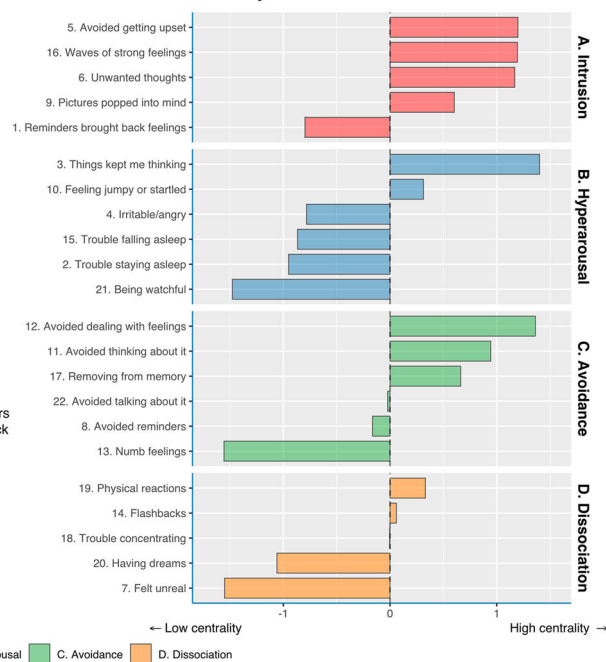 5. Avoided getting upset
16. Waves of strong feelings
6. Unwanted thoughts
9. Pictures popped into mind
1. Reminders brought back feelings
A. Intrusion
3. Things kept me thinking
10. Feeling jumpy or startled
4. Irritable/angry
15. Trouble falling asleep
2. Trouble staying asleep
21. Being watchful
B. Hyperarousal
12. Avoided dealing with feelings
11. Avoided thinking about it
17. Removing from memory
22. Avoided talking about it
8. Avoided reminders
13. Numb feelings
C. Avoidance
19. Physical reactions
14. Flashbacks
18. Trouble concentrating
20. Having dreams
7. Felt unreal
D. Dissociation
-1 0 1
← Low centrality High centrality →
C. Avoidance D. Dissociation